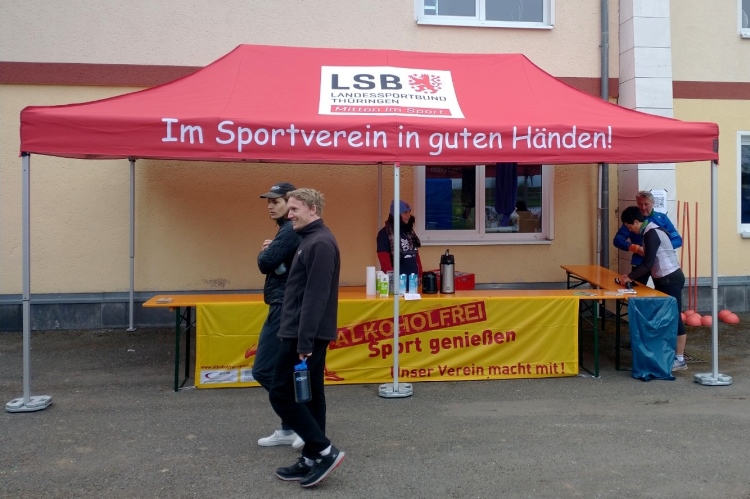 LSB
LANDESSPORTBUND
THÜRINGEN
Mitten im Sport
Im Sportverein in guten Händen!
ALKOHOLFREI
Sport genießen
Unser Verein macht mit!